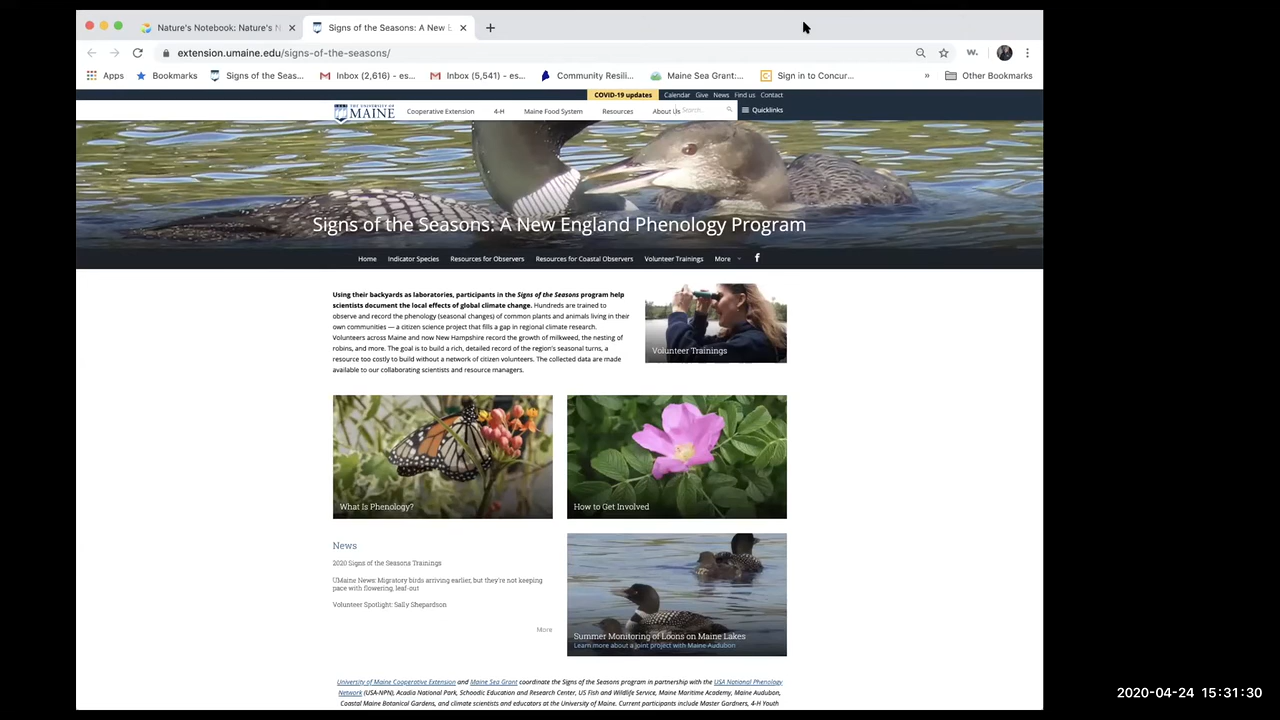 Nature's Notebook: Nature's N
Signs of the Seasons: A New E
extension.umaine.edu/signs-of-the-seasons/
w.
Apps
Bookmarks
Signs of the Seas...
Inbox (2,616) - es...
Inbox (5,541) - es...
Community Resili...
Maine Sea Grant:...
Sign in to Concur...
»
Other Bookmarks
COVID-19 updates Calendar Give News Find us Contact
THE UNIVERSITY OF
MAINE
Cooperative Extension 4-H Maine Food System Resources About Us Search... Quicklinks
Signs of the Seasons: A New England Phenology Program
Home Indicator Species Resources for Observers Resources for Coastal Observers Volunteer Trainings More f
Using their backyards as laboratories, participants in the Signs of the Seasons program help
scientists document the local effects of global climate change. Hundreds are trained to
observe and record the phenology (seasonal changes) of common plants and animals living in their
own communities — a citizen science project that fills a gap in regional climate research.
Volunteers across Maine and now New Hampshire record the growth of milkweed, the nesting of
robins, and more. The goal is to build a rich, detailed record of the region's seasonal turns, a
resource too costly to build without a network of citizen volunteers. The collected data are made
available to our collaborating scientists and resource managers.
Volunteer Trainings
What Is Phenology?
How to Get Involved
News
2020 Signs of the Seasons Trainings
UMaine News: Migratory birds arriving earlier, but they're not keeping
pace with flowering, leaf-out
Volunteer Spotlight: Sally Shepardson
More
Summer Monitoring of Loons on Maine Lakes
Learn more about a joint project with Maine Audubon
University of Maine Cooperative Extension and Maine Sea Grant coordinate the Signs of the Seasons program in partnership with the USA National Phenology
Network (USA-NPN), Acadia National Park, Schoodic Education and Research Center, US Fish and Wildlife Service, Maine Maritime Academy, Maine Audubon,
Coastal Maine Botanical Gardens, and climate scientists and educators at the University of Maine. Current participants include Master Gardners, 4-H Youth
2020-04-24 15:31:30